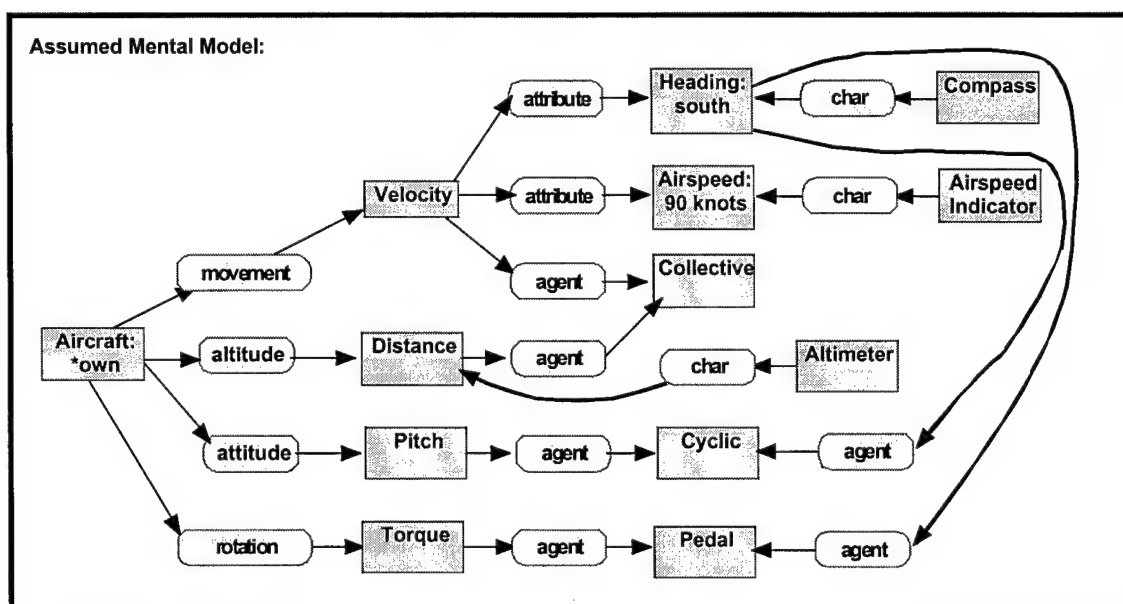 Assumed Mental Model:
attribute
Heading:
south
char
Compass
Velocity
attribute
Airspeed:
90 knots
char
Airspeed
Indicator
movement
agent
Collective
Aircraft:
*own
altitude
Distance
agent
char
Altimeter
attitude
Pitch
agent
Cyclic
agent
rotation
Torque
agent
Pedal
agent